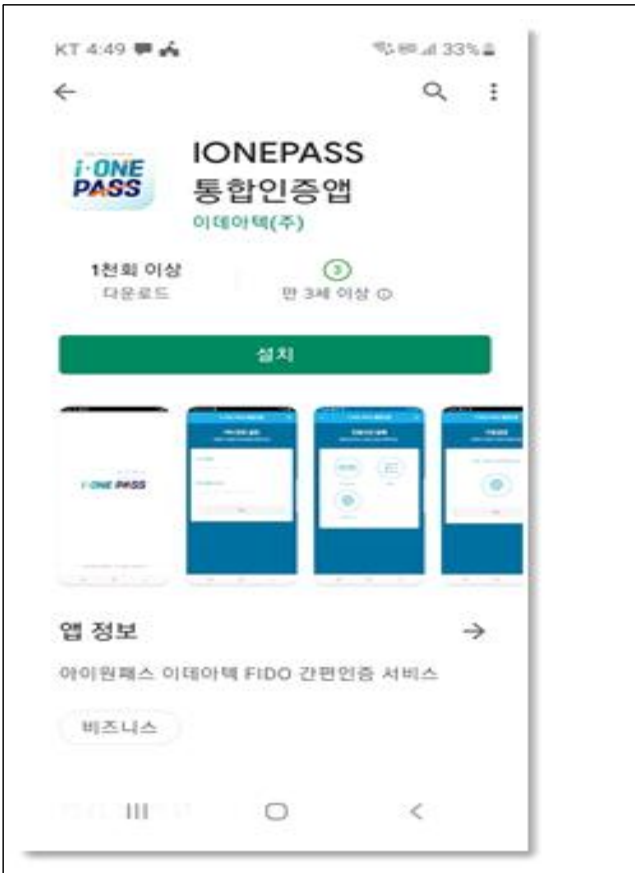 KT 4:49
33%
i·ONE
PASS
IONEPASS
통합인증앱
이데아텍(주)
1천회 이상
다운로드
3
만 3세 이상
설치
i·ONE PASS
앱 정보
아이원패스 이데아텍 FIDO 간편인증 서비스
비즈니스